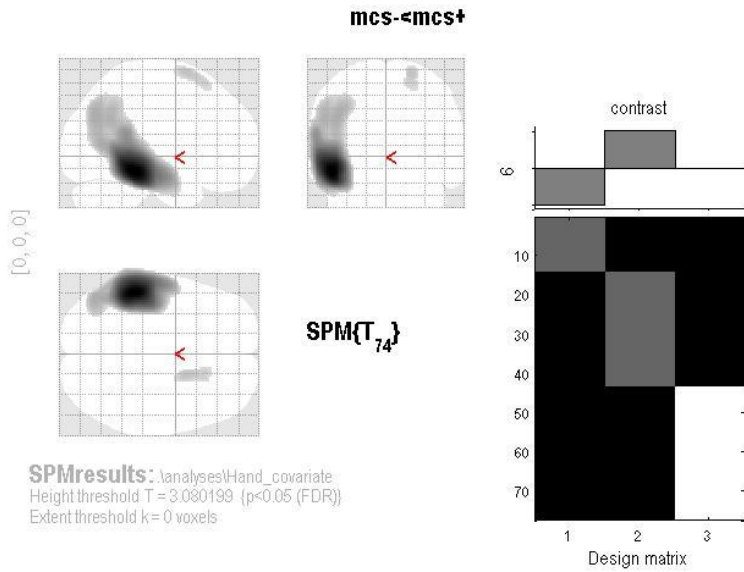 mcs-<mcs+
contrast
6
[0, 0, 0]
<
<
<
SPM{T74}
10
20
30
40
50
60
70
1 2 3
Design matrix
SPMresults: .\analyses\Hand_covariate
Height threshold T = 3.080199 {p<0.05 (FDR)}
Extent threshold k = 0 voxels